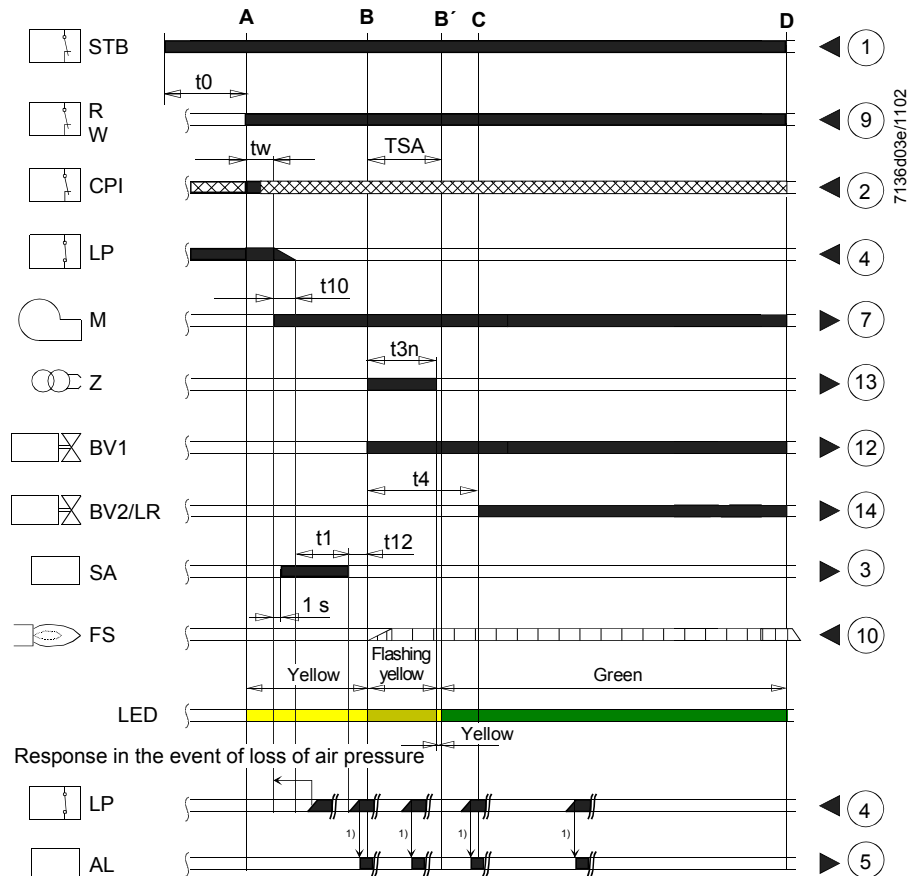 A B B´ C D
STB 1
t0
R
W 9
tw TSA
CPI 2
LP 4
t10
M 7
t3n
Z 13
BV1 12
t4
BV2/LR 14
t1 t12
SA 3
1 s
FS 10
Yellow Flashing yellow Green
LED
Yellow
Response in the event of loss of air pressure
LP 4
1) 1) 1) 1)
AL 5
7136d03e/1102